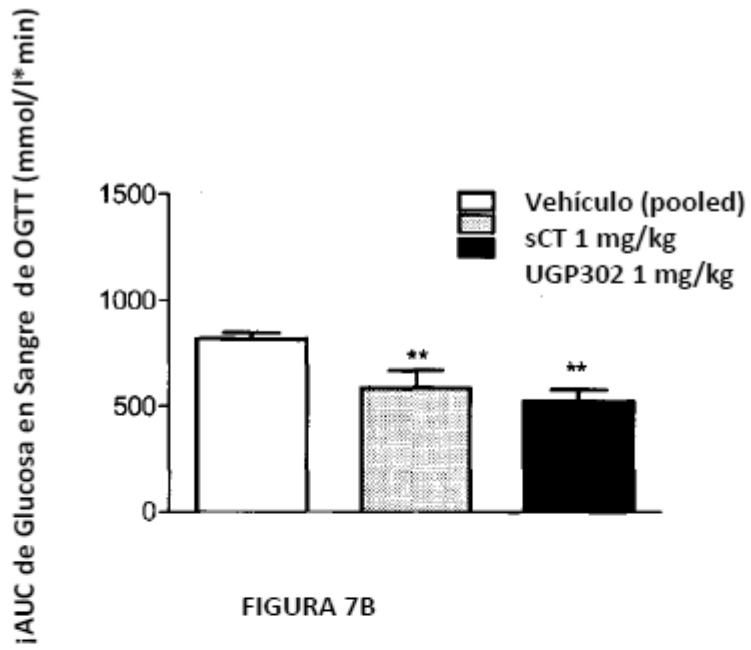 iAUC de Glucosa en Sangre de OGTT (mmol/l*min)
1500
1000
500
0
Vehículo (pooled)
sCT 1 mg/kg
UGP302 1 mg/kg
**
**
FIGURA 7B